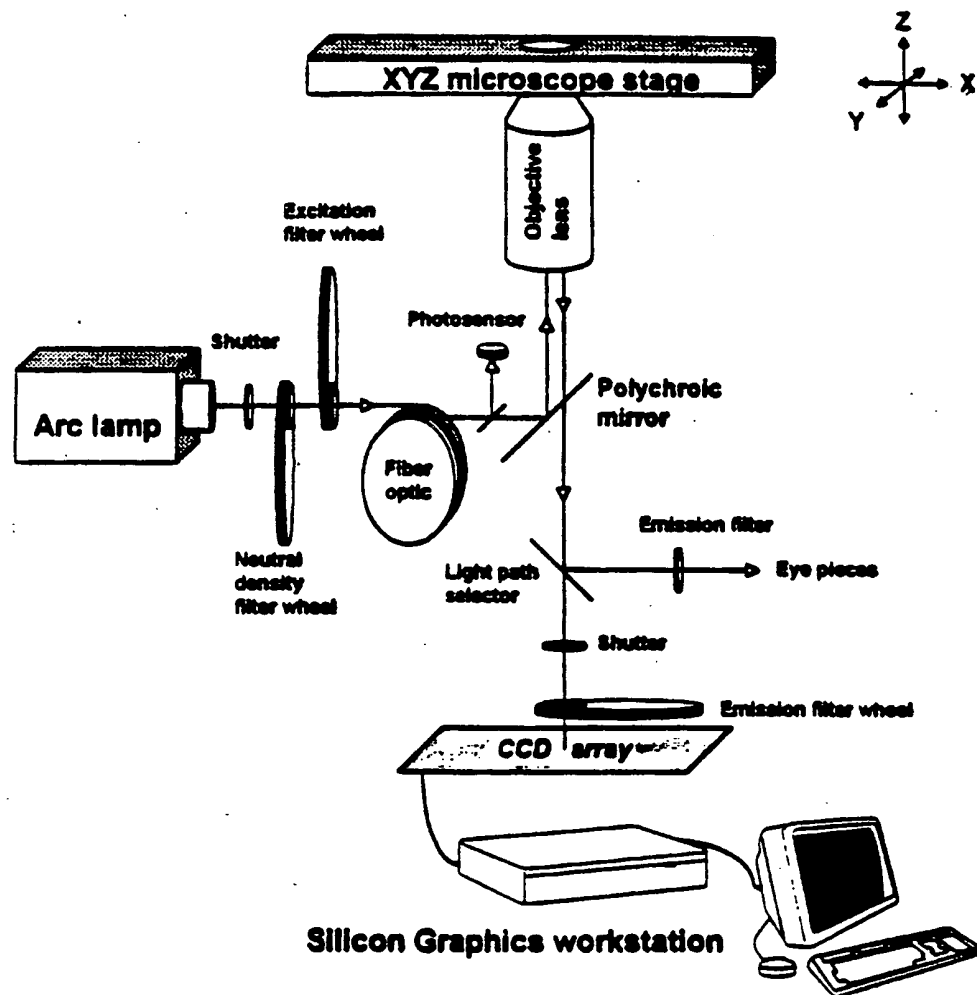 Z
XYZ microscope stage
X
Y
Objective
lens
Excitation
filter wheel
Photosensor
Shutter
Polychroic
mirror
Arc lamp
Fiber
optic
Emission filter
Neutral
density
filter wheel
Light path
selector
Eye pieces
Shutter
Emission filter wheel
CCD array
Silicon Graphics workstation